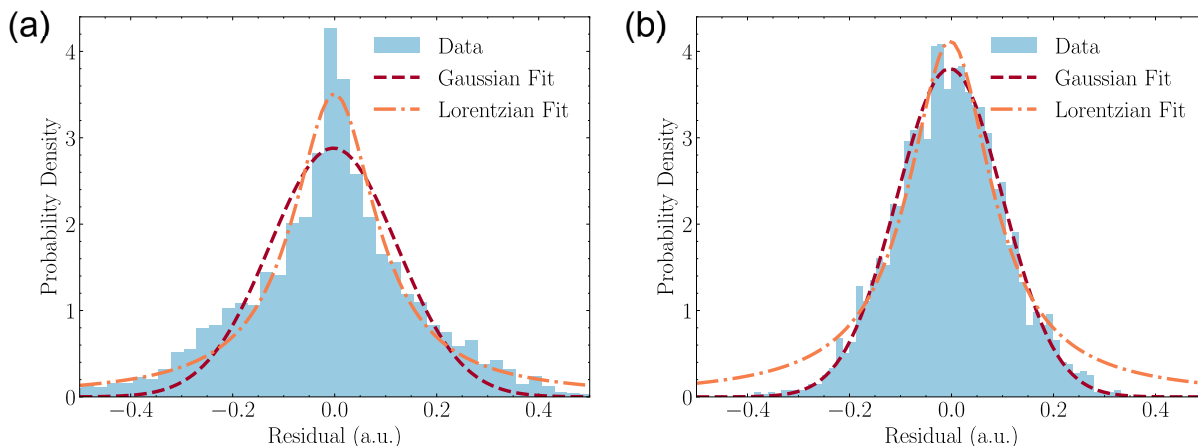 (a)
Probability Density
4
3
2
1
0
Data
Gaussian Fit
Lorentzian Fit
−0.4 −0.2 0.0 0.2 0.4
Residual (a.u.)
(b)
Probability Density
4
3
2
1
0
Data
Gaussian Fit
Lorentzian Fit
−0.4 −0.2 0.0 0.2 0.4
Residual (a.u.)